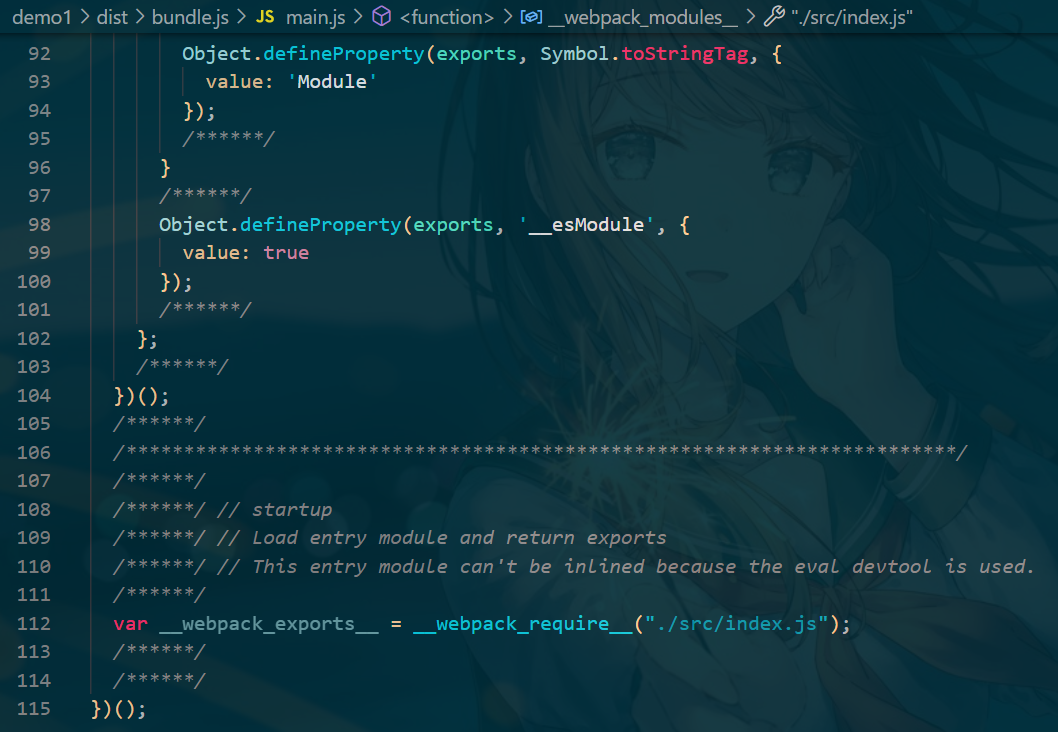 demo1 > dist > bundle.js > JS main.js > <function> > __webpack_modules__ > "./src/index.js"
92 Object.defineProperty(exports, Symbol.toStringTag, {
93 value: 'Module'
94 });
95 /******/
96 }
97 /******/
98 Object.defineProperty(exports, '__esModule', {
99 value: true
100 });
101 /******/
102 };
103 /******/
104 })();
105 /******/
106 /************************************************************************/
107 /******/
108 /******/ // startup
109 /******/ // Load entry module and return exports
110 /******/ // This entry module can't be inlined because the eval devtool is used.
111 /******/
112 var __webpack_exports__ = __webpack_require__("./src/index.js");
113 /******/
114 /******/
115 })();